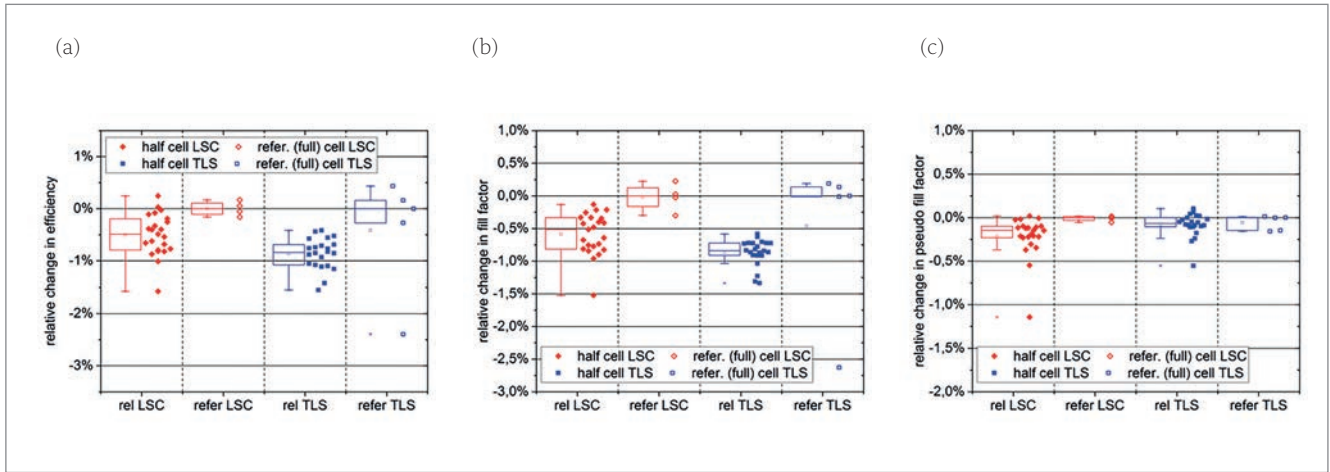 (a)
relative change in efficiency
1%
0%
-1%
-2%
-3%
half cell LSC
refer. (full) cell LSC
half cell TLS
refer. (full) cell TLS
rel LSC
refer LSC
rel TLS
refer TLS
(b)
relative change in fill factor
1,0%
0,5%
0,0%
-0,5%
-1,0%
-1,5%
-2,0%
-2,5%
-3,0%
half cell LSC
refer. (full) cell LSC
half cell TLS
refer. (full) cell TLS
rel LSC
refer LSC
rel TLS
refer TLS
(c)
relative change in pseudo fill factor
1,0%
0,5%
0,0%
-0,5%
-1,0%
-1,5%
-2,0%
half cell LSC
refer. (full) cell LSC
half cell TLS
refer. (full) cell TLS
rel LSC
refer LSC
rel TLS
refer TLS